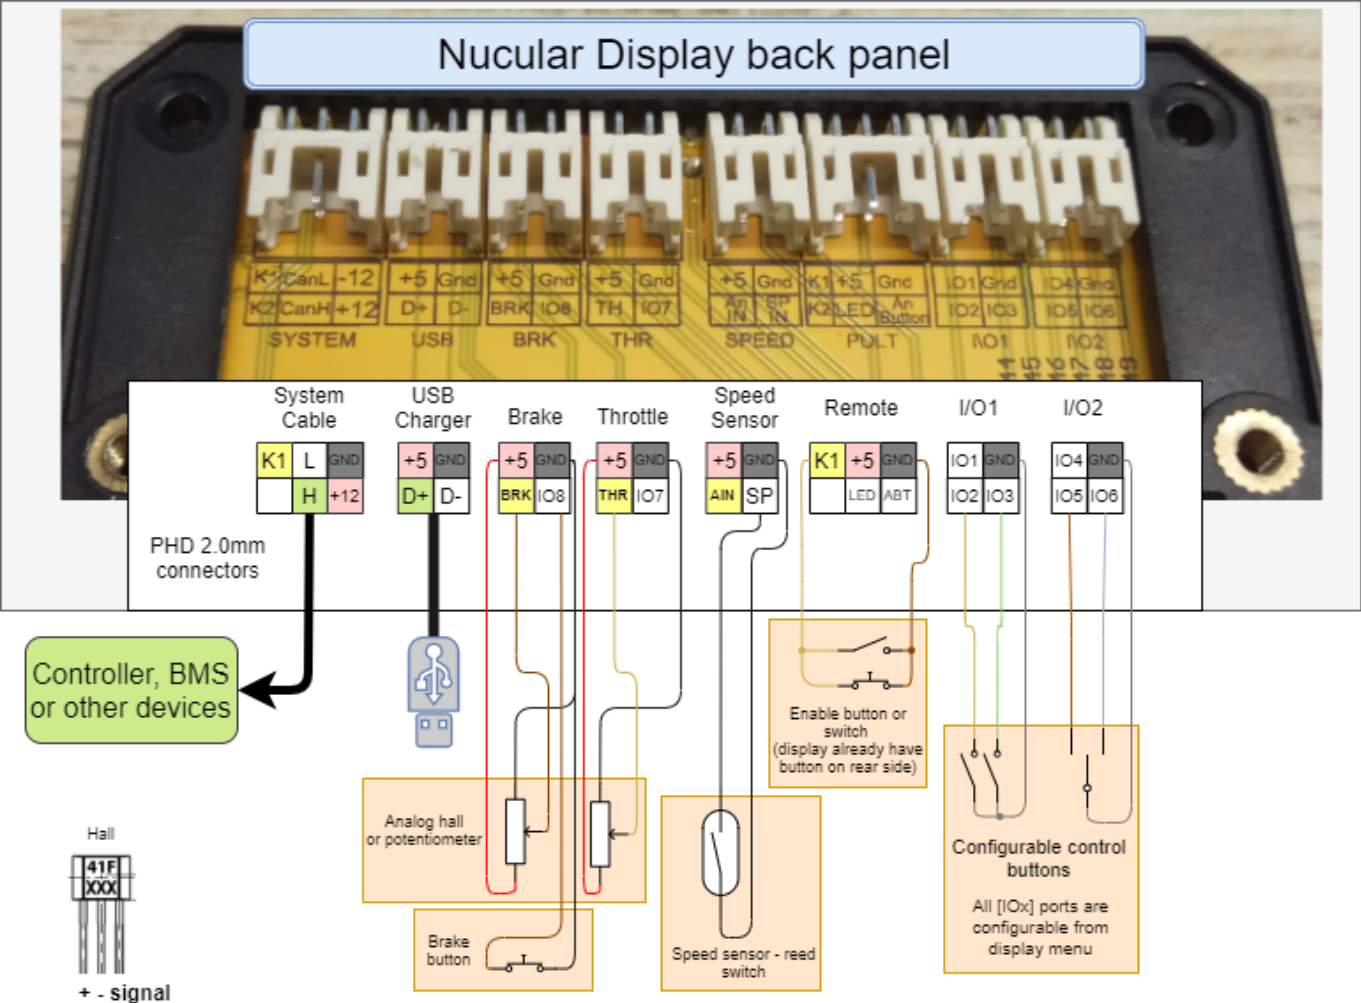 Nucular Display back panel
K1 CanL -12 +5 Gnd +5 Gnd +5 Gnd +5 Gnd K1 +5 Gnd IO1 Gnd IO4 Gnd
K2 CanH +12 D+ D- BRK IO8 TH IO7 An IN SP IN K2 LED An Button IO2 IO3 IO5 IO6
SYSTEM USB BRK THR SPEED PULT I\O1 I\O2
44
45
46
47
48
49
System
Cable
USB
Charger
Brake
Throttle
Speed
Sensor
Remote
I/O1
I/O2
K1 L GND +5 GND +5 GND +5 GND +5 GND K1 +5 GND IO1 GND IO4 GND
H +12 D+ D- BRK IO8 THR IO7 AIN SP LED ABT IO2 IO3 IO5 IO6
PHD 2.0mm
connectors
Controller, BMS
or other devices
Enable button or
switch
(display already have
button on rear side)
Analog hall
or potentiometer
Brake
button
Speed sensor - reed
switch
Configurable control
buttons
All [IOx] ports are
configurable from
display menu
Hall
41F
XXX
+ - signal